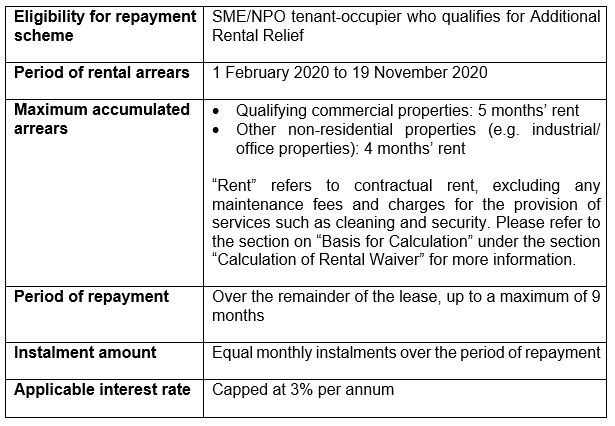 Eligibility for repayment
scheme
SME/NPO tenant-occupier who qualifies for Additional
Rental Relief
Period of rental arrears
1 February 2020 to 19 November 2020
Maximum accumulated
arrears
• Qualifying commercial properties: 5 months’ rent
• Other non-residential properties (e.g. industrial/
office properties): 4 months’ rent
“Rent” refers to contractual rent, excluding any
maintenance fees and charges for the provision of
services such as cleaning and security. Please refer to
the section on “Basis for Calculation” under the section
“Calculation of Rental Waiver” for more information.
Period of repayment
Over the remainder of the lease, up to a maximum of 9
months
Instalment amount
Equal monthly instalments over the period of repayment
Applicable interest rate
Capped at 3% per annum